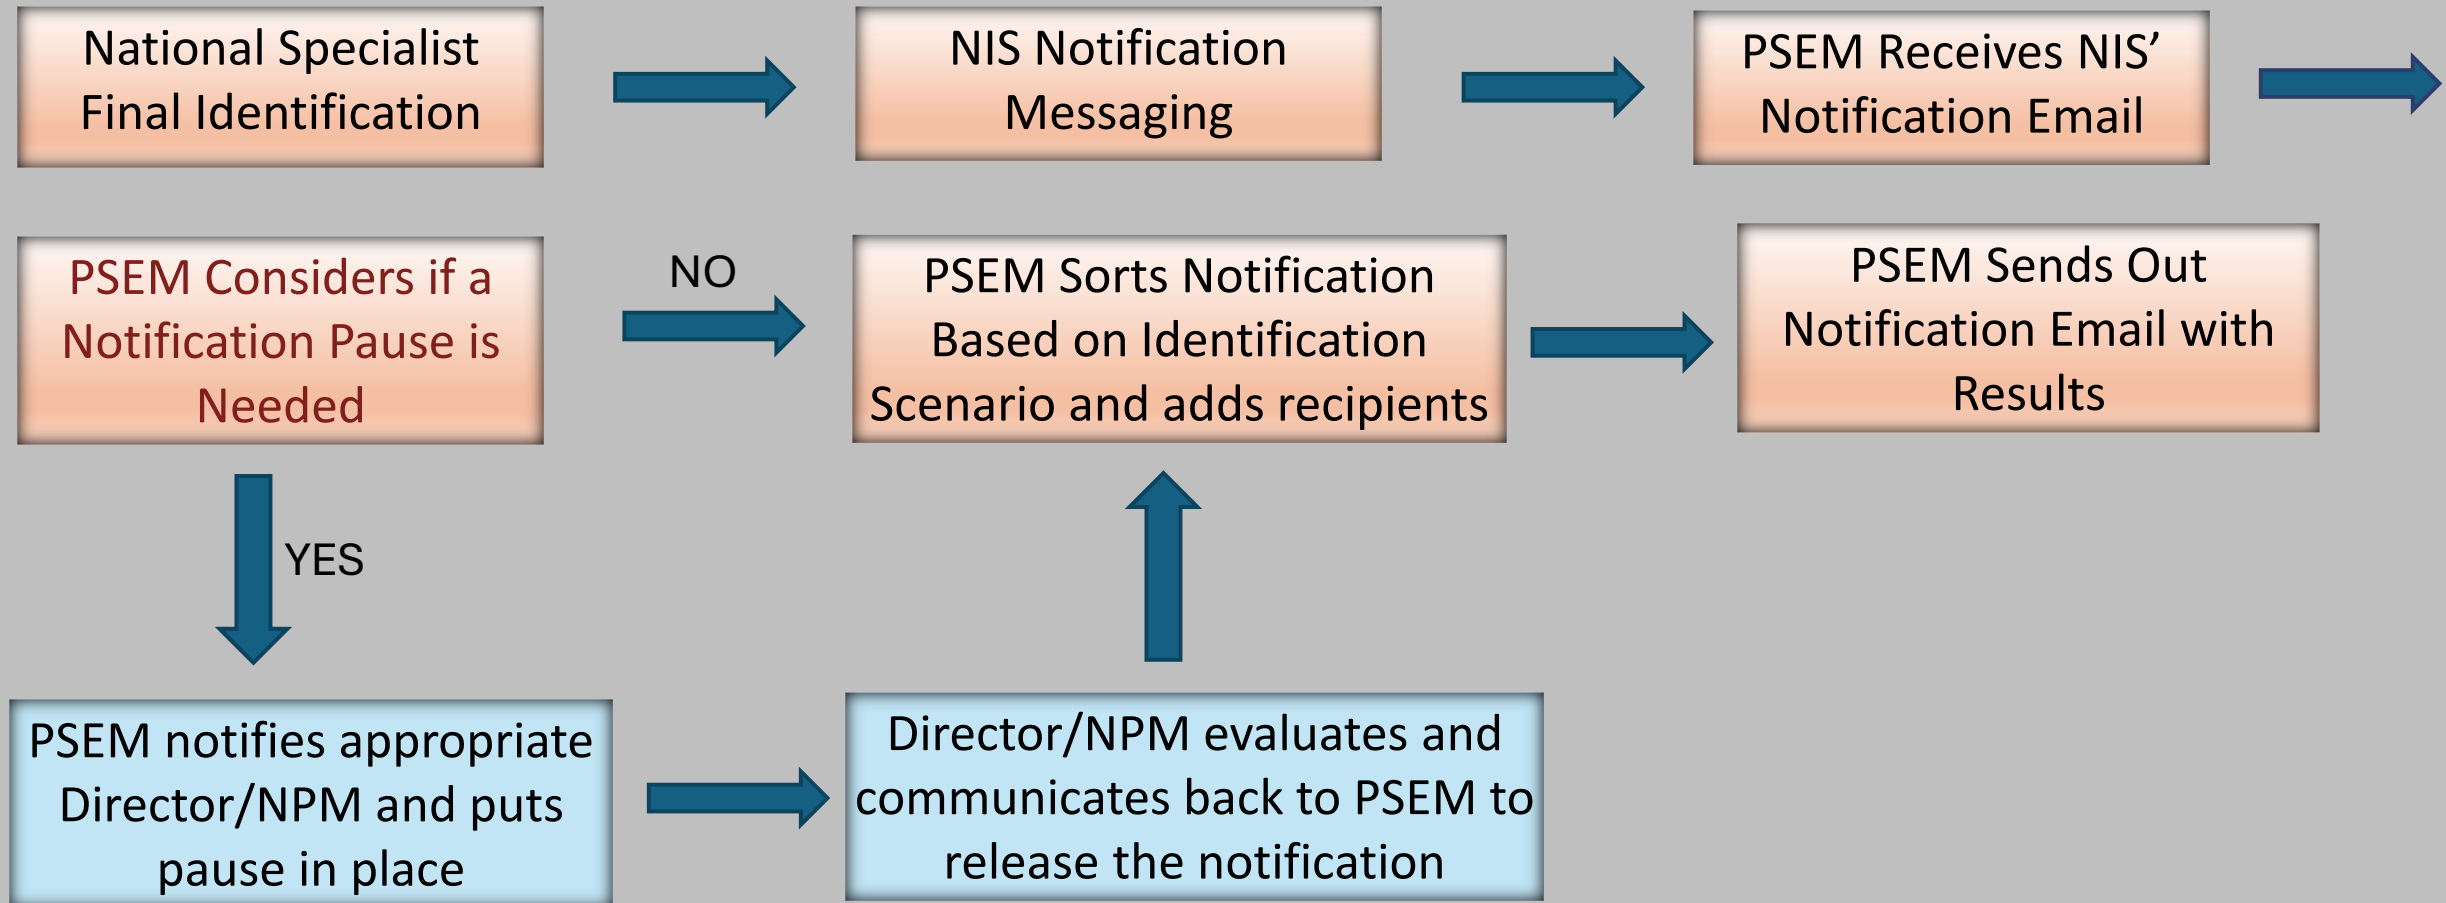 National Specialist
Final Identification
NIS Notification
Messaging
PSEM Receives NIS’
Notification Email
PSEM Considers if a
Notification Pause is
Needed
NO
PSEM Sorts Notification
Based on Identification
Scenario and adds recipients
PSEM Sends Out
Notification Email with
Results
YES
PSEM notifies appropriate
Director/NPM and puts
pause in place
Director/NPM evaluates and
communicates back to PSEM to
release the notification